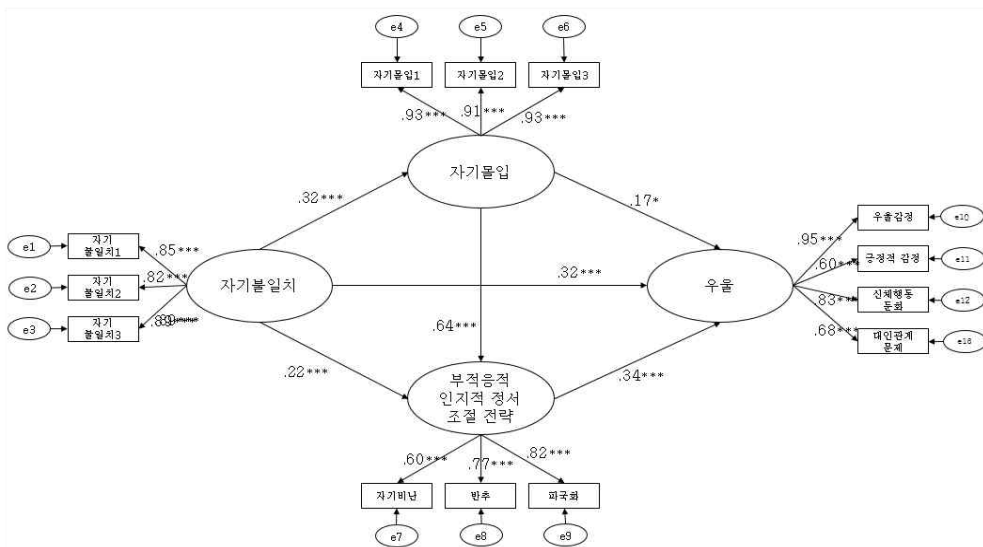 e4
e5
e6
자기몰입1
자기몰입2
자기몰입3
.93***
.91***
.93***
자기몰입
.32***
.17*
e1
자기
불일치1
.85***
e2
자기
불일치2
.82***
e3
자기
불일치3
자기불일치
.32***
우울
.95***
우울감정
e10
.60***
긍정적 감정
e11
.83***
신체행동
둔화
e12
.68***
대인관계
문제
.64***
.22***
.34***
부적응적
인지적 정서
조절 전략
.60***
.77***
.82***
자기비난
반추
파국화
e7
e8
e9